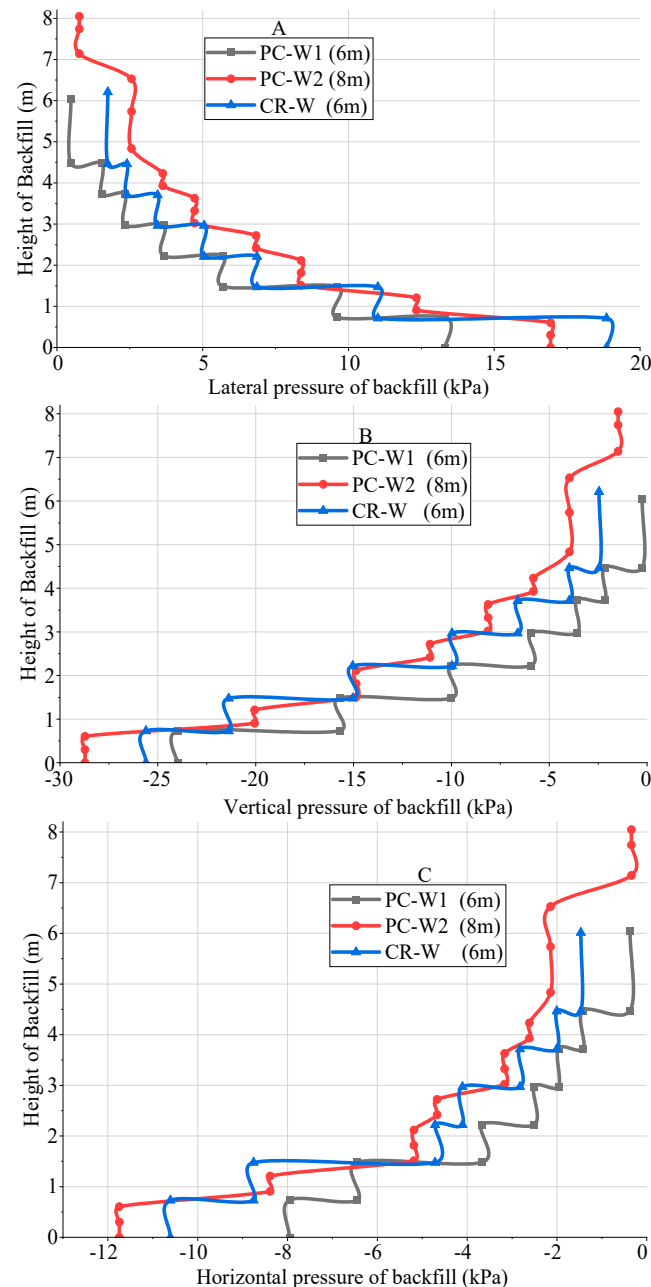 A
PC-W1 (6m)
PC-W2 (8m)
CR-W (6m)
Height of Backfill (m)
8
7
6
5
4
3
2
1
0
0 5 10 15 20
Lateral pressure of backfill (kPa)
B
PC-W1 (6m)
PC-W2 (8m)
CR-W (6m)
Height of Backfill (m)
8
7
6
5
4
3
2
1
0
-30 -25 -20 -15 -10 -5 0
Vertical pressure of backfill (kPa)
C
PC-W1 (6m)
PC-W2 (8m)
CR-W (6m)
Height of Backfill (m)
8
7
6
5
4
3
2
1
0
-12 -10 -8 -6 -4 -2 0
Horizontal pressure of backfill (kPa)